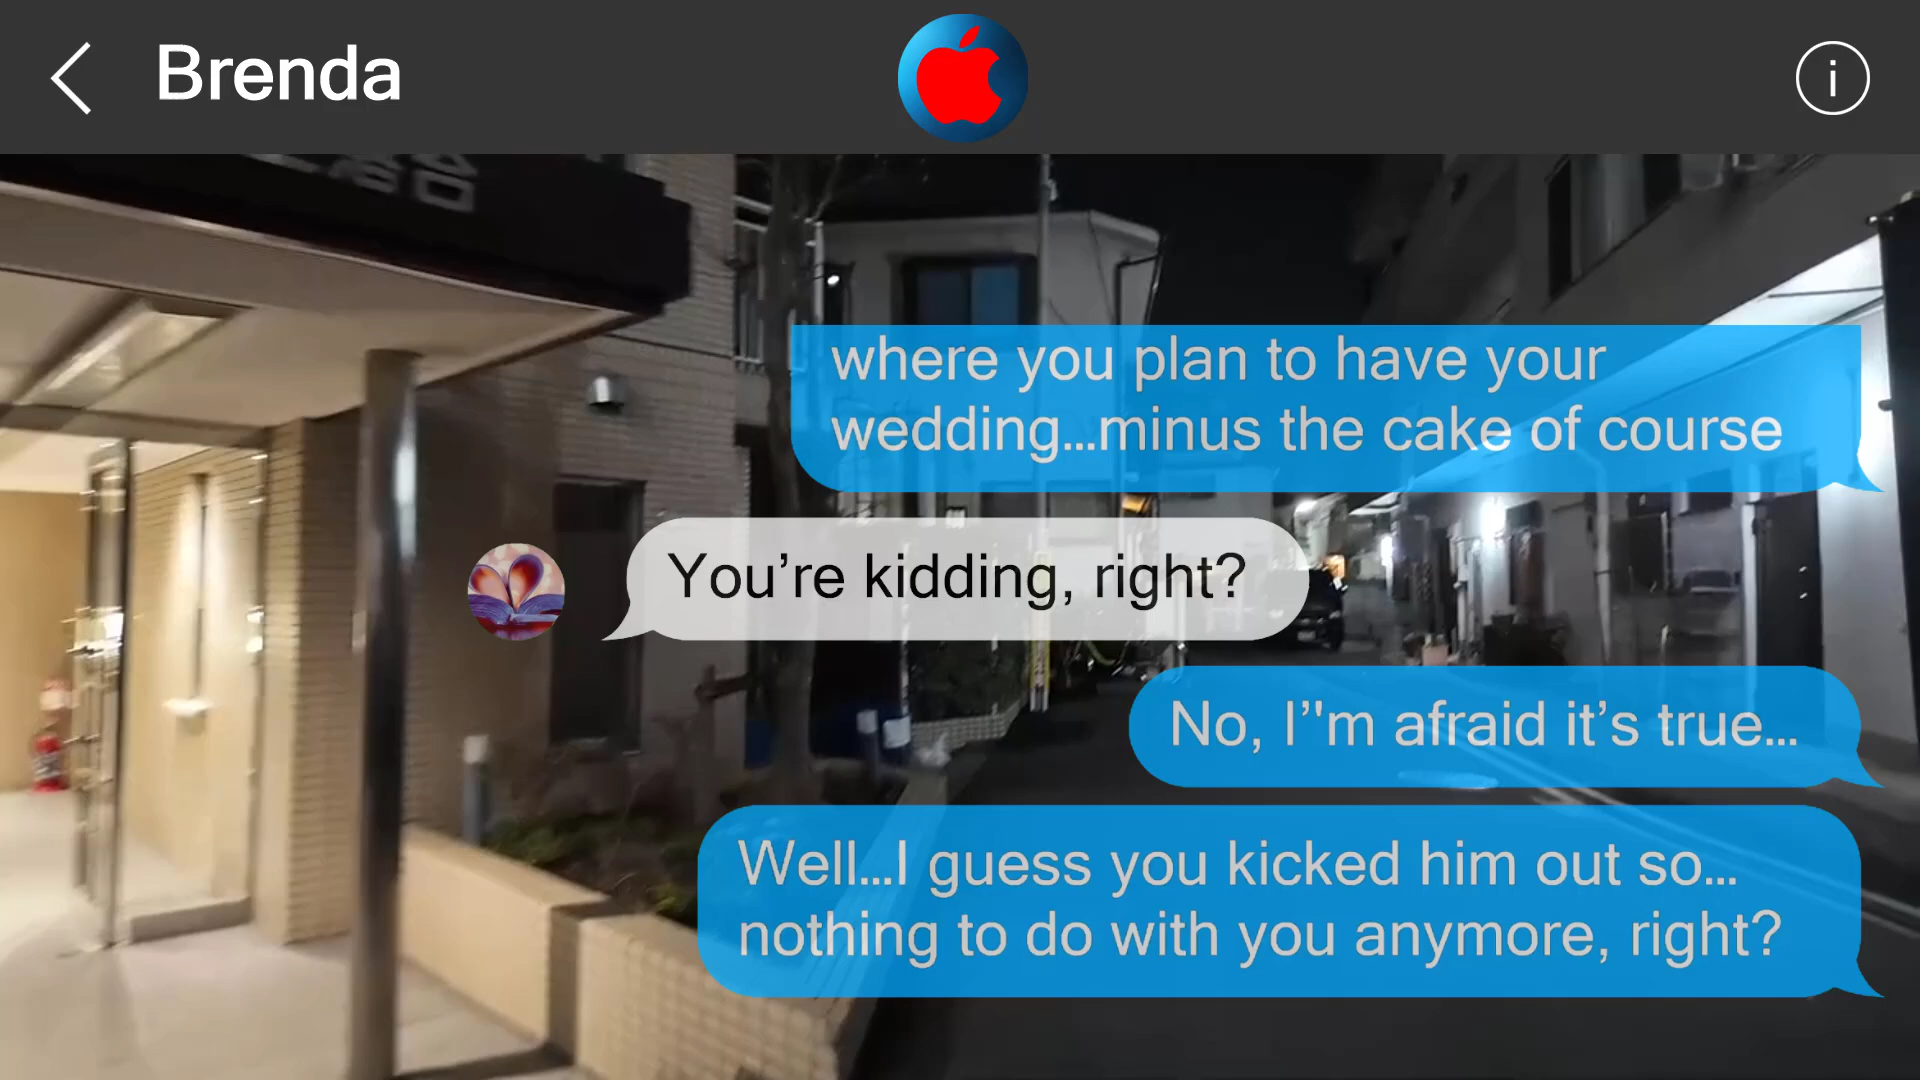 Brenda
where you plan to have your
wedding...minus the cake of course
You’re kidding, right?
No, I’'m afraid it’s true...
Well...I guess you kicked him out so...
nothing to do with you anymore, right?